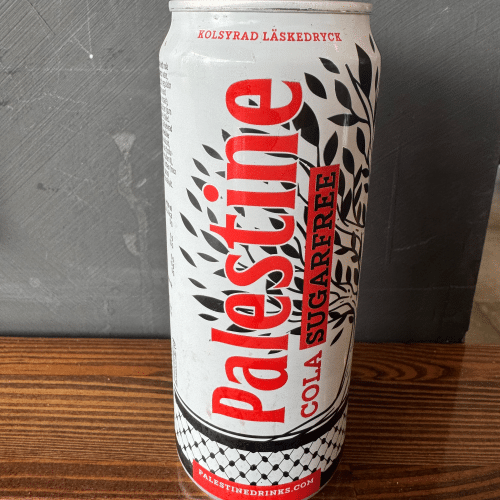 KOLSYRAD LÄSKEDRYCK
Palestine
COLA SUGARFREE
PALESTINEDRINKS.COM